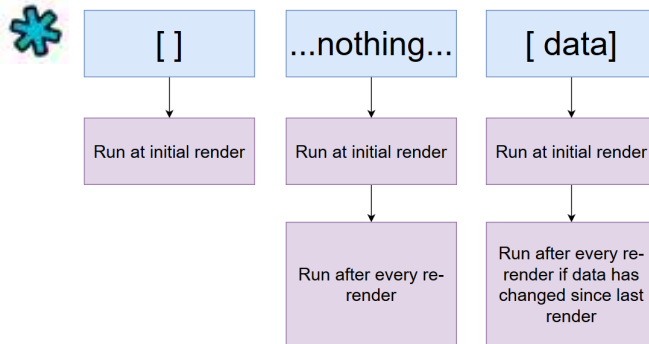 [ ]
...nothing...
[ data]
Run at initial render
Run at initial render
Run at initial render
Run after every re-
render
Run after every re-
render if data has
changed since last
render